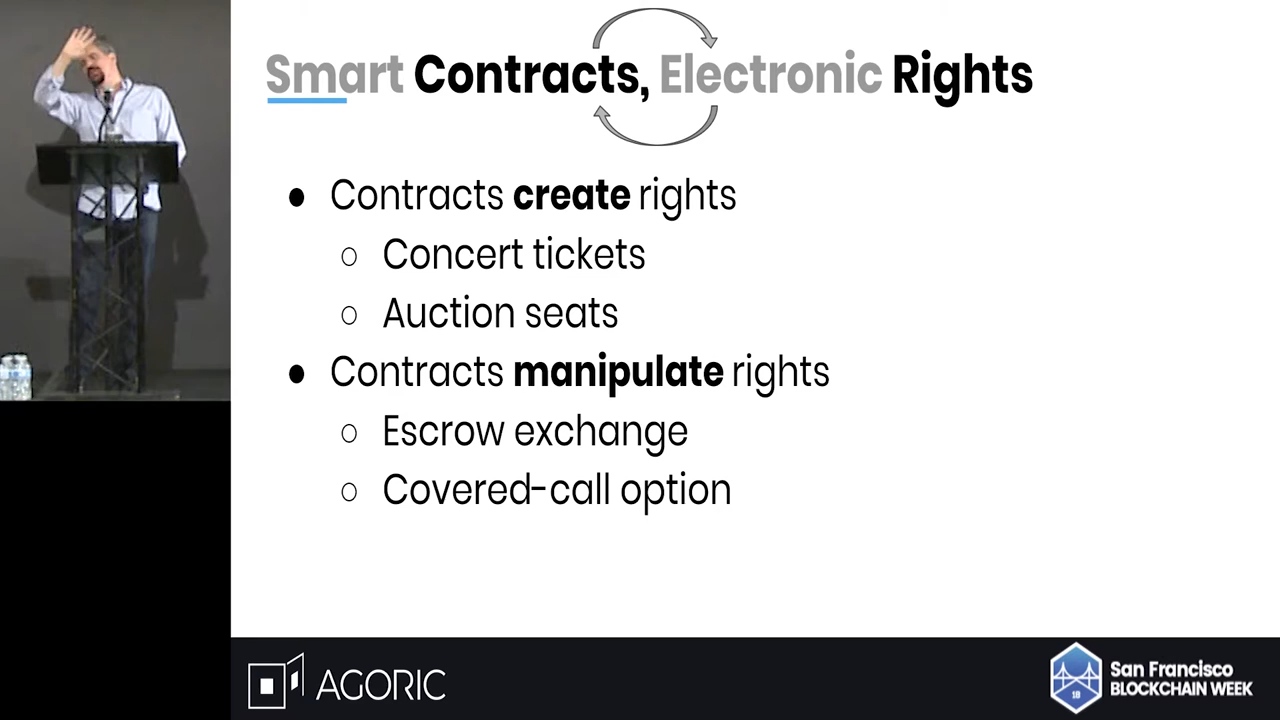 Smart Contracts, Electronic Rights
● Contracts create rights
○ Concert tickets
○ Auction seats
● Contracts manipulate rights
○ Escrow exchange
○ Covered-call option
AGORIC
San Francisco
BLOCKCHAIN WEEK